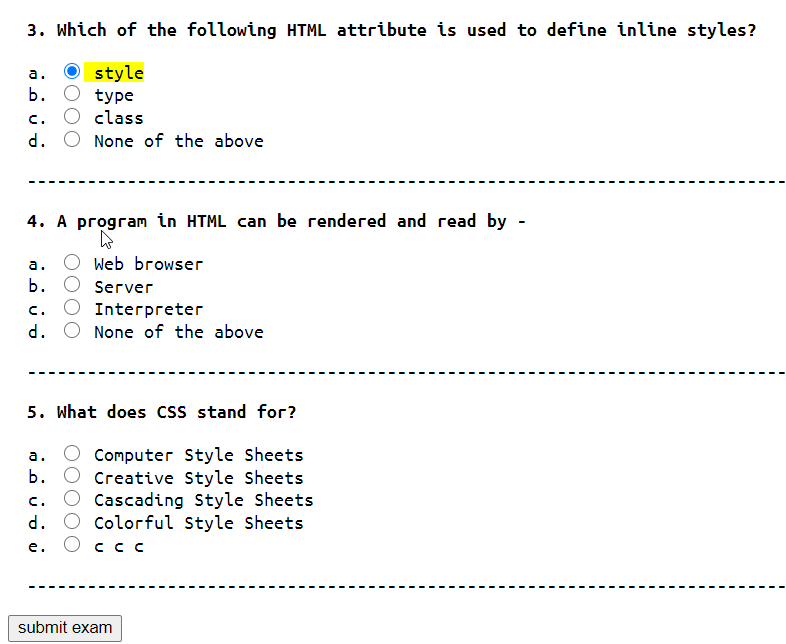 3. Which of the following HTML attribute is used to define inline styles?
a. style
b. type
c. class
d. None of the above
--------------------------------------------------------------------------
4. A program in HTML can be rendered and read by -
a. Web browser
b. Server
c. Interpreter
d. None of the above
--------------------------------------------------------------------------
5. What does CSS stand for?
a. Computer Style Sheets
b. Creative Style Sheets
c. Cascading Style Sheets
d. Colorful Style Sheets
e. c c c
--------------------------------------------------------------------------
submit exam